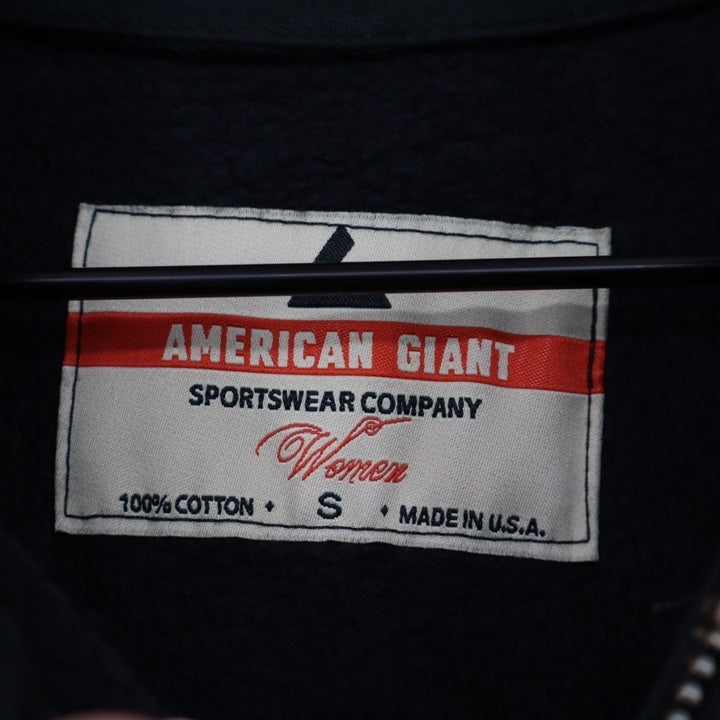 AMERICAN GIANT
SPORTSWEAR COMPANY
Women
100% COTTON • S • MADE IN U.S.A.